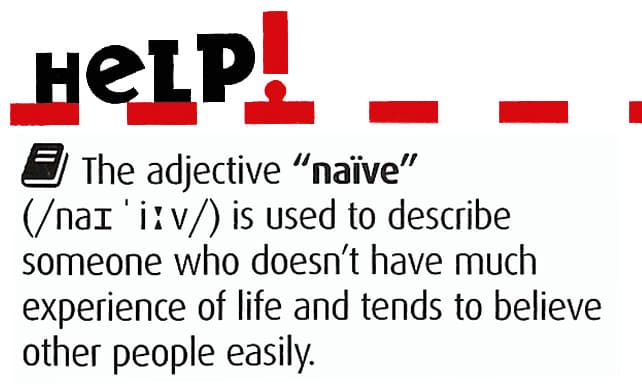 HeLP!
The adjective “naïve”
(/naɪ ˈiːv/) is used to describe
someone who doesn’t have much
experience of life and tends to believe
other people easily.